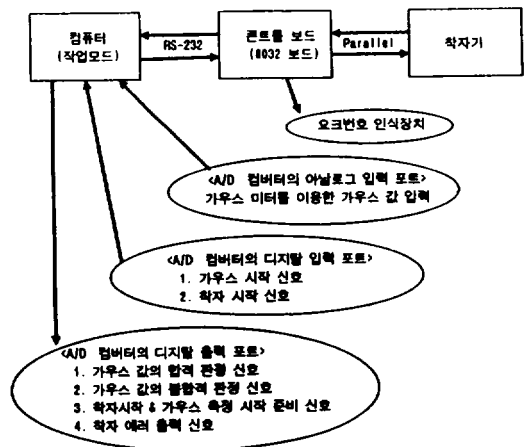 컴퓨터
(작업모드)
RS-232
콘트롤 보드
(8032 보드)
Parallel
착자기
요크번호 인식장치
<A/D 컴버터의 아날로그 입력 포트>
가우스 미터를 이용한 가우스 값 입력
<A/D 컴버터의 디지탈 입력 포트>
1. 가우스 시작 신호
2. 착자 시작 신호
<A/D 컴버터의 디지탈 출력 포트>
1. 가우스 값의 합격 판정 신호
2. 가우스 값의 불합격 판정 신호
3. 착자시작 & 가우스 측정 시작 준비 신호
4. 착자 에러 출력 신호